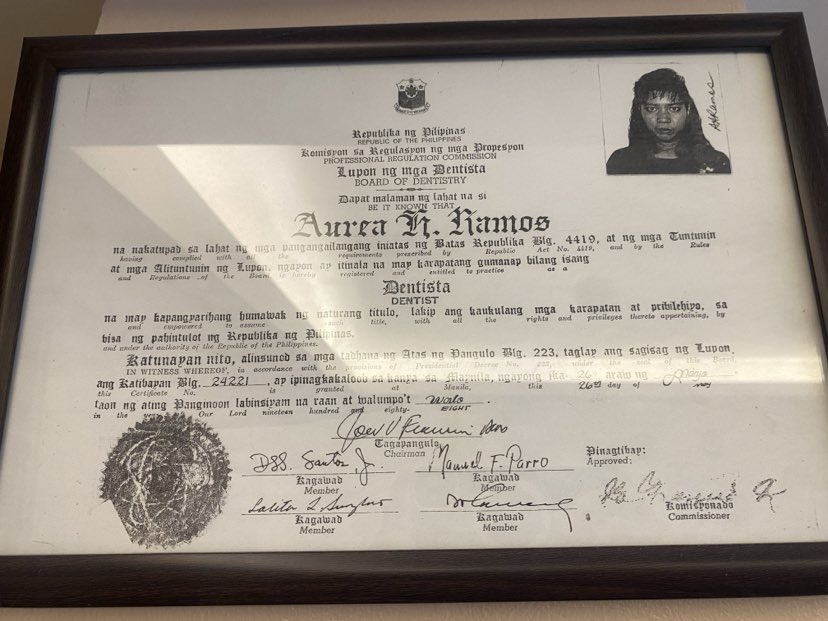 Republika ng Pilipinas
REPUBLIC OF THE PHILIPPINES
Komisyon sa Regulasyon ng mga Propesyon
PROFESSIONAL REGULATION COMMISSION
Lupon ng mga Dentista
BOARD OF DENTISTRY
Dapat malaman ng lahat na si
BE IT KNOWN THAT
Aurea H. Ramos
na nakatupad sa lahat ng mga pangangailangang iniatas ng Batas Republika Blg. 4419, at ng mga Tuntunin
having complied with all the requirements prescribed by Republic Act No. 4419, and by the Rules
at mga Alituntunin ng Lupon, ngayon ay itinala na may karapatang gumanap bilang isang
and Regulations of the Board is hereby registered and entitled to practice as a
Dentista
DENTIST
na may kapangyarihang humawak ng naturang titulo, lakip ang kaukulang mga karapatan at pribilehiyo, sa
and empowered to assume such title, with all the rights and privileges thereto appertaining, by
bisa ng pahintulot ng Republika ng Pilipinas.
and under the authority of the Republic of the Philippines.
Katunayan nito, alinsunod sa mga tadhana ng Atas ng Pangulo Blg. 223, taglay ang sagisag ng Lupon,
IN WITNESS WHEREOF, in accordance with the provisions of Presidential Decree No. 223, under the seal of this Board,
ang Katibayan Blg. 24221, ay ipinagkakaloob sa kanya sa Maynila, ngayong ika-26 araw ng Mayo
this Certificate No. is granted at Manila, this 26th day of May
taon ng ating Panginoon labinsiyam na raan at walumpo't walo.
in the year of Our Lord nineteen hundred and eighty-EIGHT
Tagapangulo
Chairman
Manuel F. Parro
Kagawad
Member
Kagawad
Member
Pinagtibay:
Approved:
Kagawad
Member
Kagawad
Member
Komisyonado
Commissioner